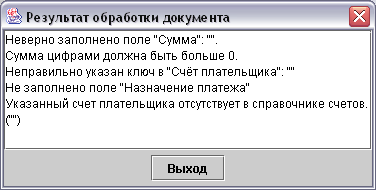 Результат обработки документа
Неверно заполнено поле "Сумма": "".
Сумма цифрами должна быть больше 0.
Неправильно указан ключ в "Счёт плательщика": ""
Не заполнено поле "Назначение платежа"
Указанный счет плательщика отсутствует в справочнике счетов.
("")
Выход